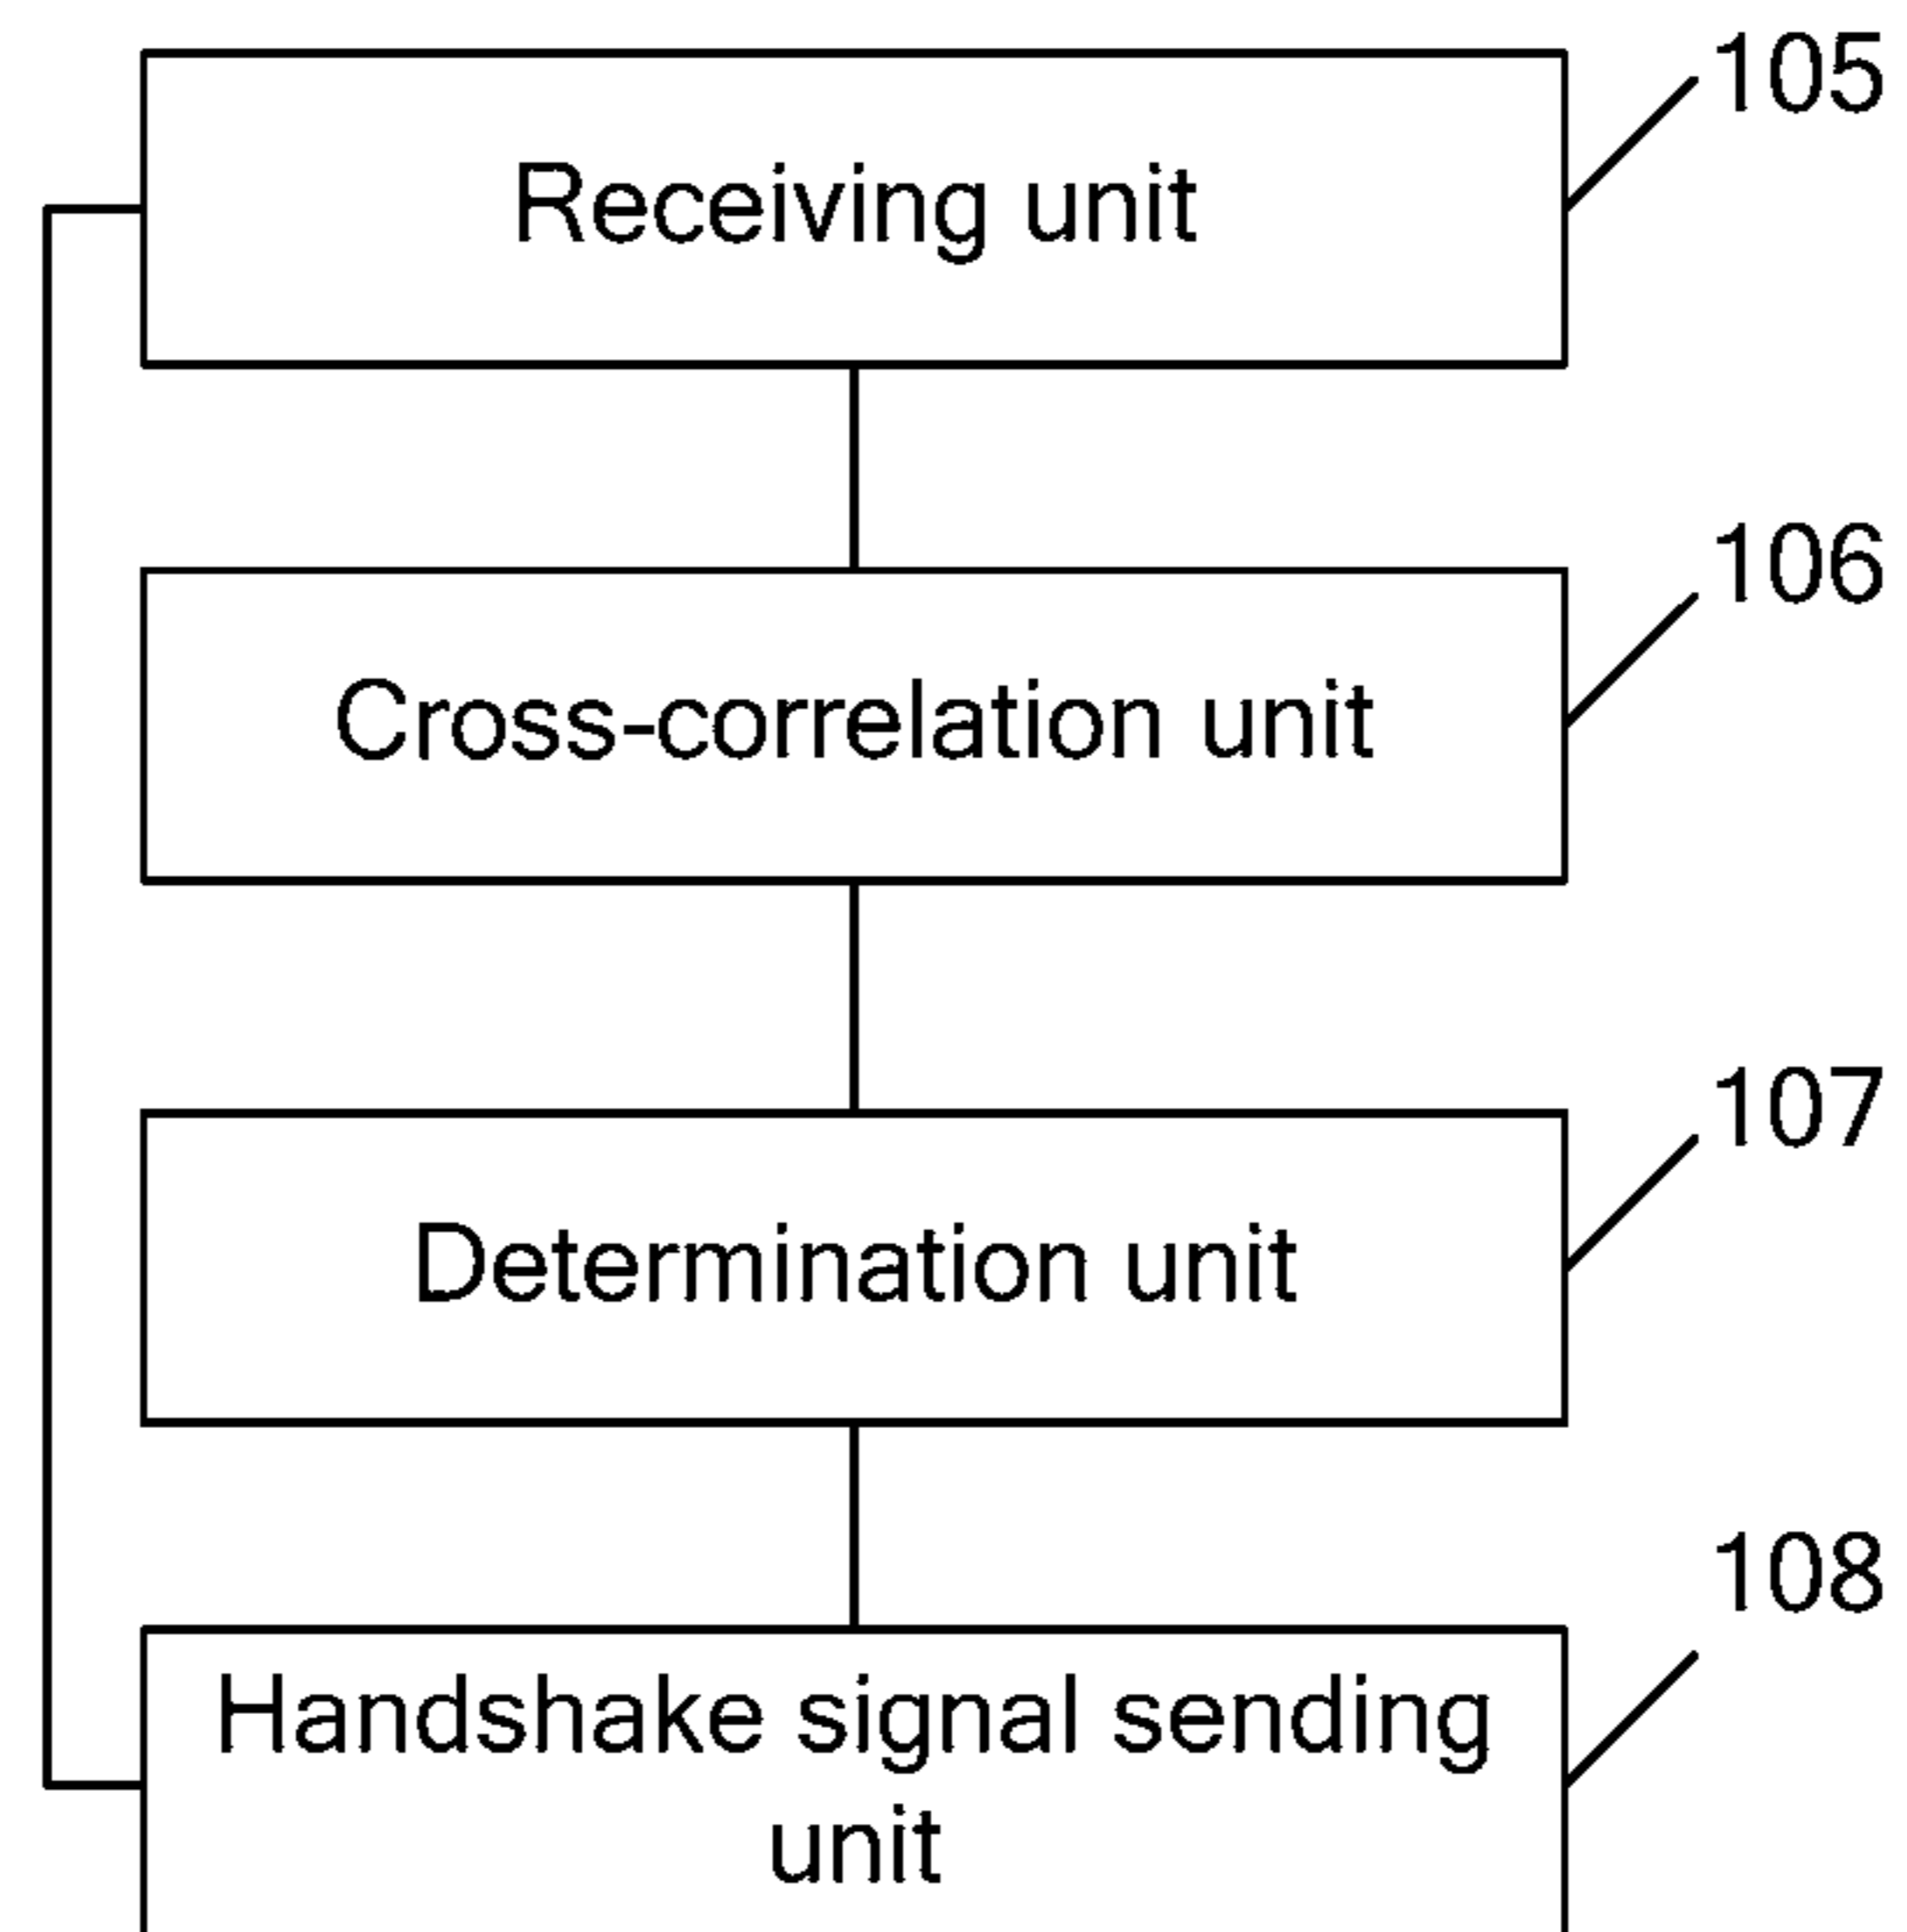 105
Receiving unit
106
Cross-correlation unit
107
Determination unit
108
Handshake signal sending
unit